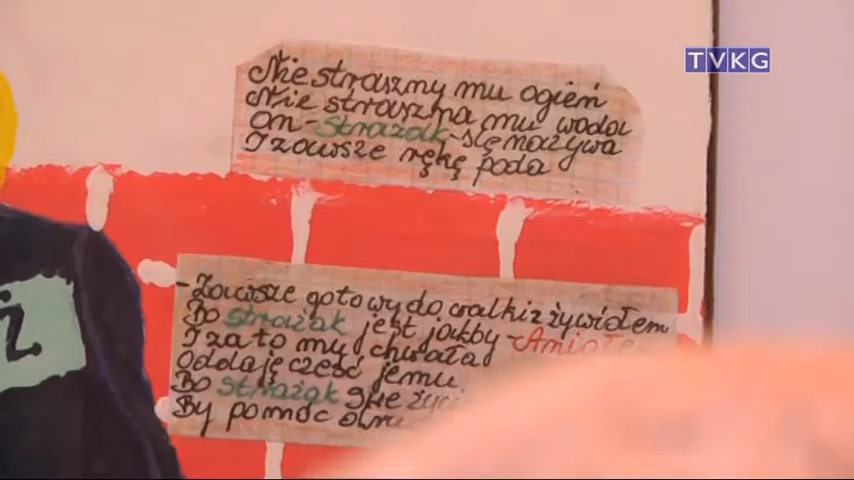 TVKG
Nie straszny mu ogień
Nie straszna mu woda
On - strażak - się nazywa
I zawsze rękę poda
- Zawsze gotowy do walki z żywiołem
Bo strażak jest jakby - Aniołe
I za to mu chwała
Oddaję cześć jemu
Bo strażak
By pomóc
ż